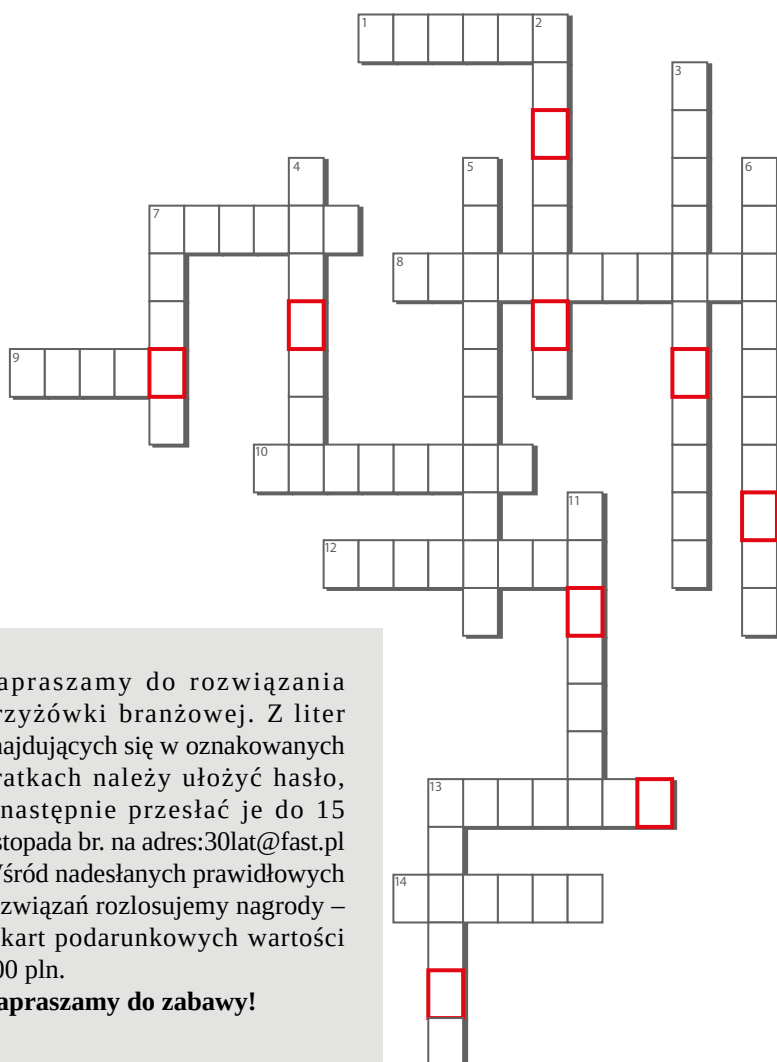 1
2
3
4
5
6
7
8
9
10
11
12
apraszamy do rozwiązania
rzyżówki branżowej. Z liter
najdujących się w oznakowanych
ratkach należy ułożyć hasło,
następnie przesłać je do 15
stopada br. na adres:30lat@fast.pl
śród nadesłanych prawidłowych
związań rozlosujemy nagrody –
kart podarunkowych wartości
00 pln.
apraszamy do zabawy!
13
14